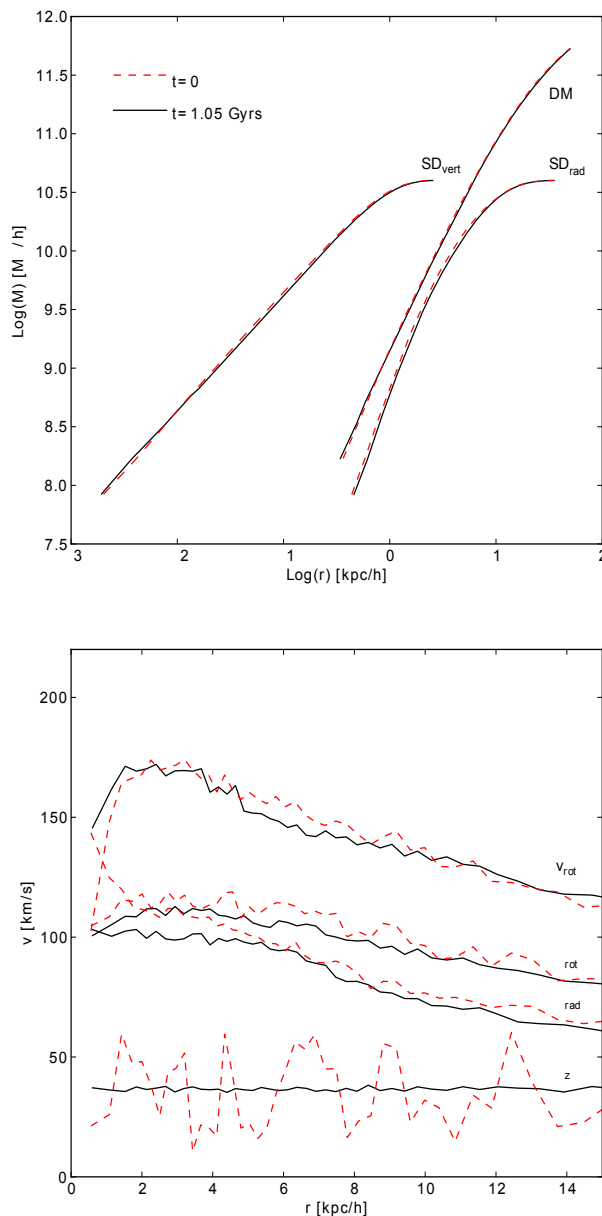 12.0
11.5
11.0
10.5
10.0
9.5
9.0
8.5
8.0
7.5
Log(M) [M /h]
t=0
t=1.05 Gyrs
DM
SDvert
SDrad
3 2 1 0 1 2
Log(r) [kpc/h]
200
150
100
50
0
v [km/s]
vrot
rot
rad
z
0 2 4 6 8 10 12 14
r [kpc/h]